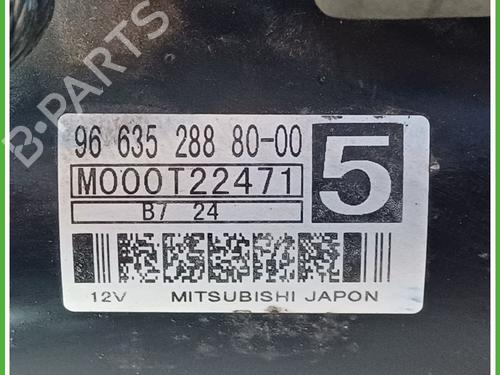 B-PARTS
96 635 288 80-00
M000T22471
5
B7 24
12V MITSUBISHI JAPON